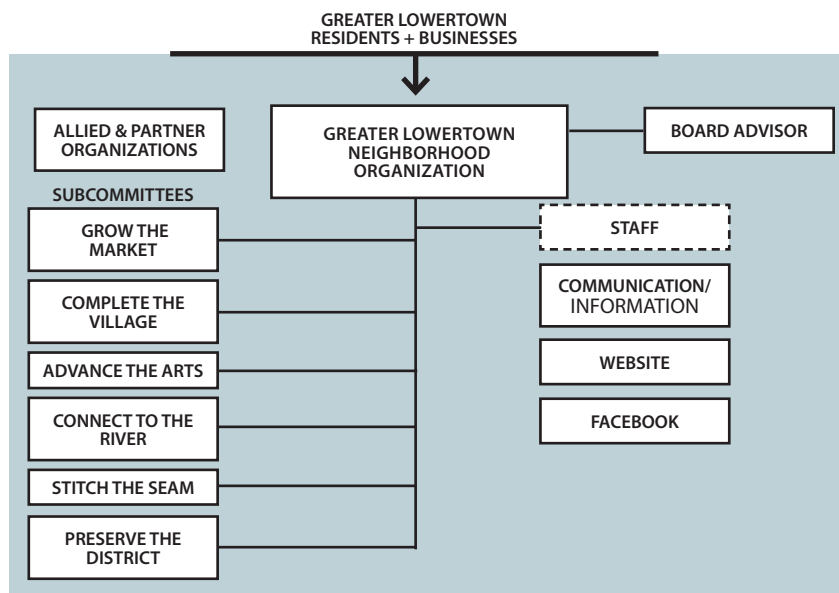 GREATER LOWERTOWN
RESIDENTS + BUSINESSES
ALLIED & PARTNER
ORGANIZATIONS
GREATER LOWERTOWN
NEIGHBORHOOD
ORGANIZATION
BOARD ADVISOR
SUBCOMMITTEES
GROW THE
MARKET
COMPLETE THE
VILLAGE
ADVANCE THE ARTS
CONNECT TO THE
RIVER
STITCH THE SEAM
PRESERVE THE
DISTRICT
STAFF
COMMUNICATION/
INFORMATION
WEBSITE
FACEBOOK